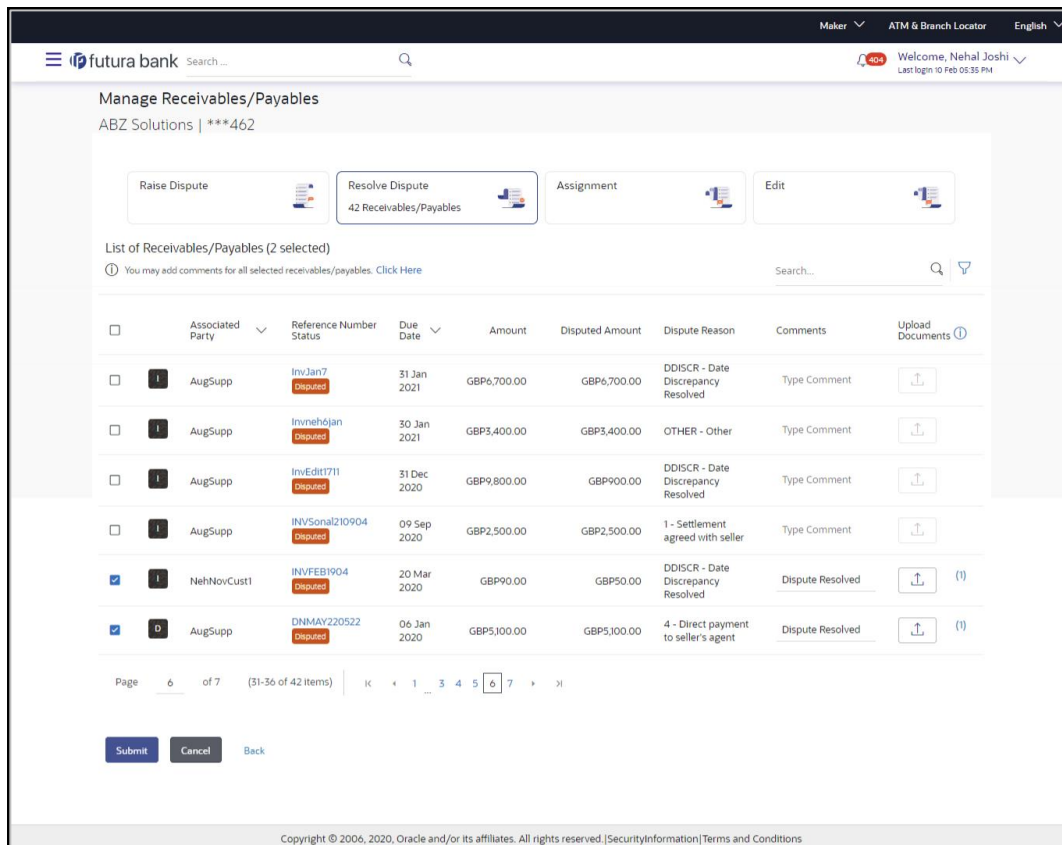 Maker ATM & Branch Locator English
futura bank Search... 404 Welcome, Nehal Joshi
Last login 10 Feb 05:35 PM
Manage Receivables/Payables
ABZ Solutions | ***462
Raise Dispute
Resolve Dispute
42 Receivables/Payables
Assignment
Edit
List of Receivables/Payables (2 selected)
You may add comments for all selected receivables/payables. Click Here
Search...
Associated Party
Reference Number Status
Due Date
Amount
Disputed Amount
Dispute Reason
Comments
Upload Documents
I AugSupp InvJan7 Disputed 31 Jan 2021 GBP6,700.00 GBP6,700.00 DDISCR - Date Discrepancy Resolved Type Comment
I AugSupp Invneh6jan Disputed 30 Jan 2021 GBP3,400.00 GBP3,400.00 OTHER - Other Type Comment
I AugSupp InvEdit1711 Disputed 31 Dec 2020 GBP9,800.00 GBP900.00 DDISCR - Date Discrepancy Resolved Type Comment
I AugSupp INVSonal210904 Disputed 09 Sep 2020 GBP2,500.00 GBP2,500.00 1 - Settlement agreed with seller Type Comment
I NehNovCust1 INVFEB1904 Disputed 20 Mar 2020 GBP90.00 GBP50.00 DDISCR - Date Discrepancy Resolved Dispute Resolved (1)
D AugSupp DNMAY220522 Disputed 06 Jan 2020 GBP5,100.00 GBP5,100.00 4 - Direct payment to seller's agent Dispute Resolved (1)
Page 6 of 7 (31-36 of 42 items) 1 ... 3 4 5 6 7
Submit Cancel Back
Copyright © 2006, 2020, Oracle and/or its affiliates. All rights reserved.|SecurityInformation|Terms and Conditions